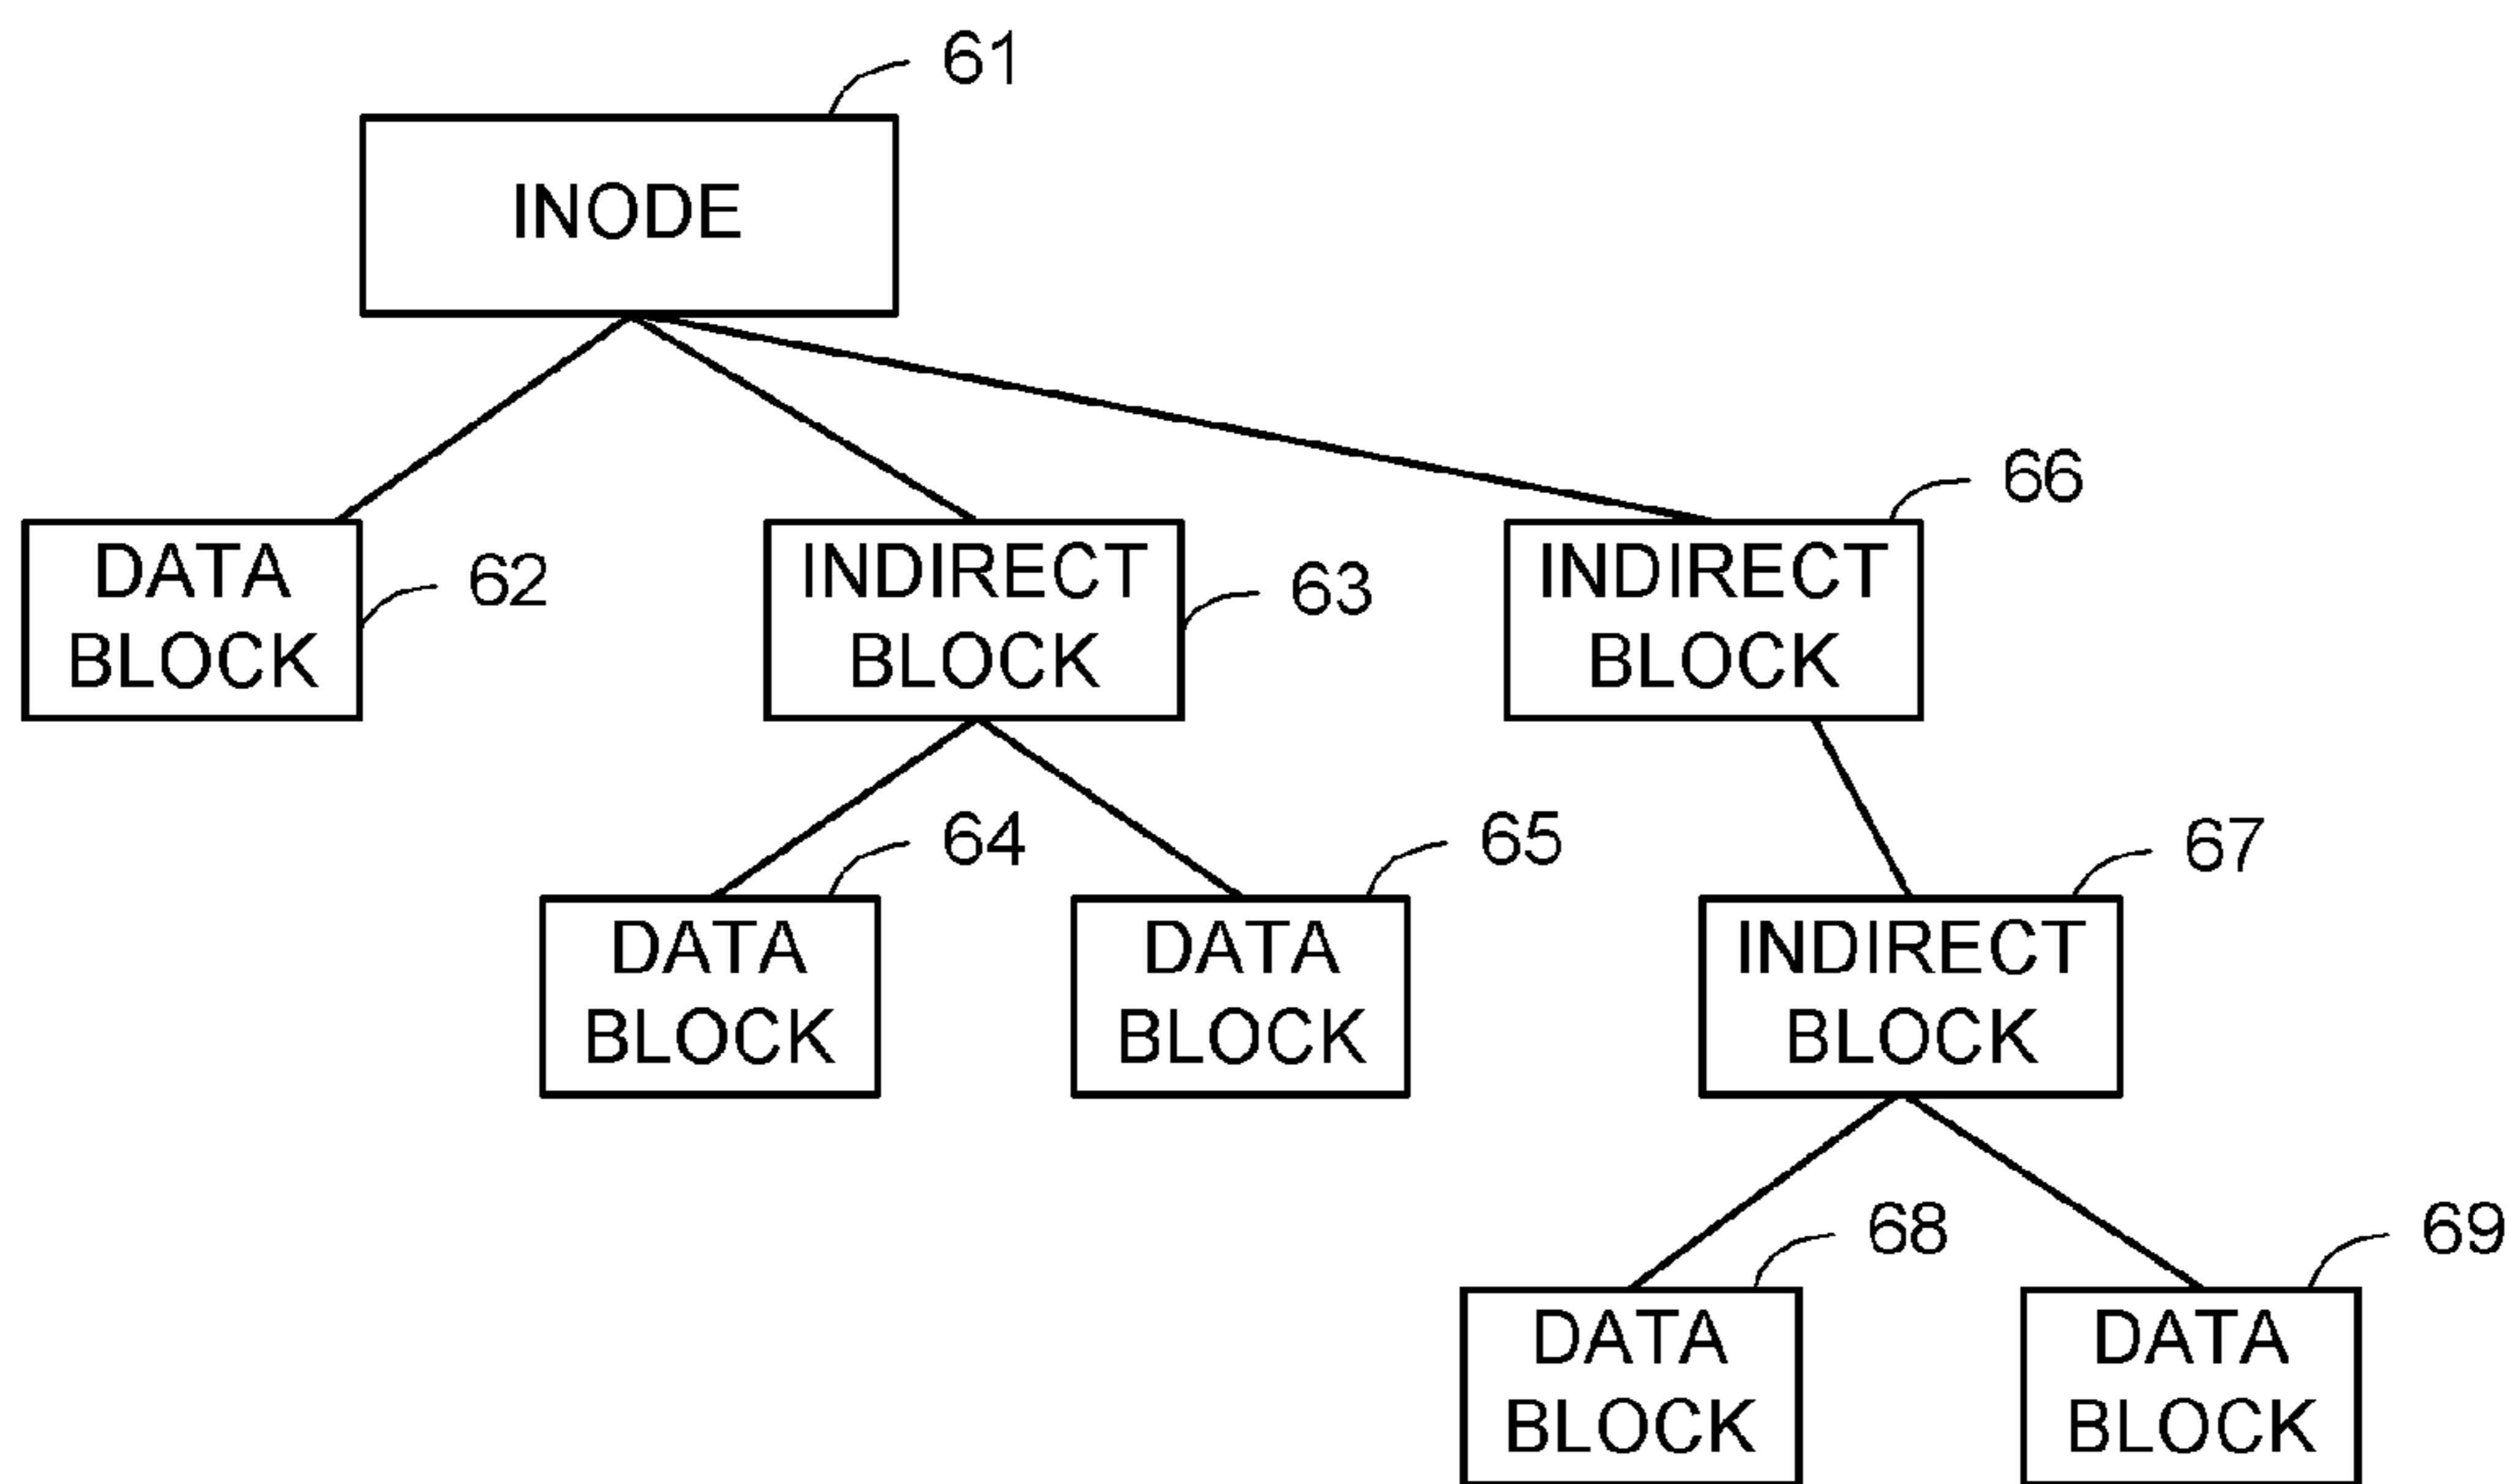 61
INODE
66
DATA
BLOCK
62
INDIRECT
BLOCK
63
INDIRECT
BLOCK
64
65
67
DATA
BLOCK
DATA
BLOCK
INDIRECT
BLOCK
68
69
DATA
BLOCK
DATA
BLOCK